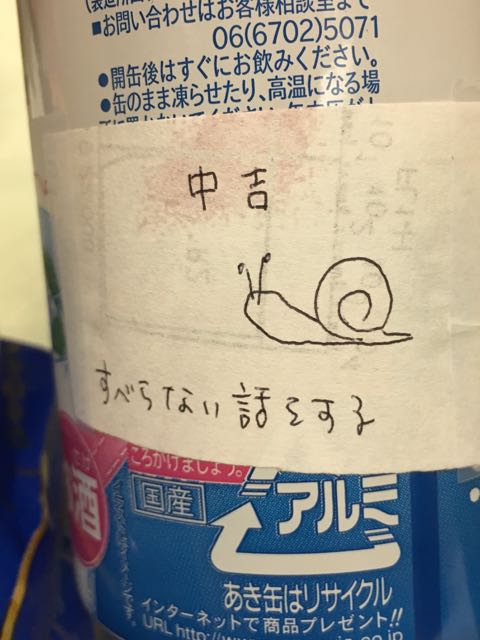 ■お問い合わせはお客様相談室まで
06(6702)5071
●開缶後はすぐにお飲みください。
●缶のまま凍らせたり、高温になる場
中吉
すべらない話をする
ころがけましょう。
酒
国産
アルミ
あき缶はリサイクル
インターネットで商品プレゼント!!
URL http://www